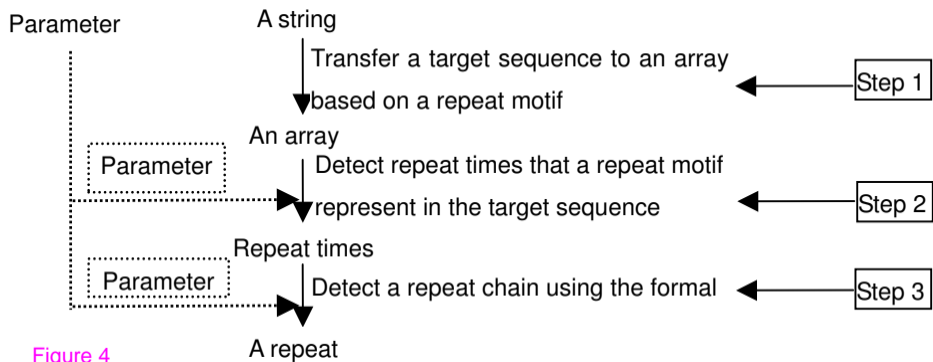 Parameter
A string
Transfer a target sequence to an array
based on a repeat motif
Step 1
An array
Parameter
Detect repeat times that a repeat motif
represent in the target sequence
Step 2
Repeat times
Parameter
Detect a repeat chain using the formal
Step 3
A repeat
Figure 4